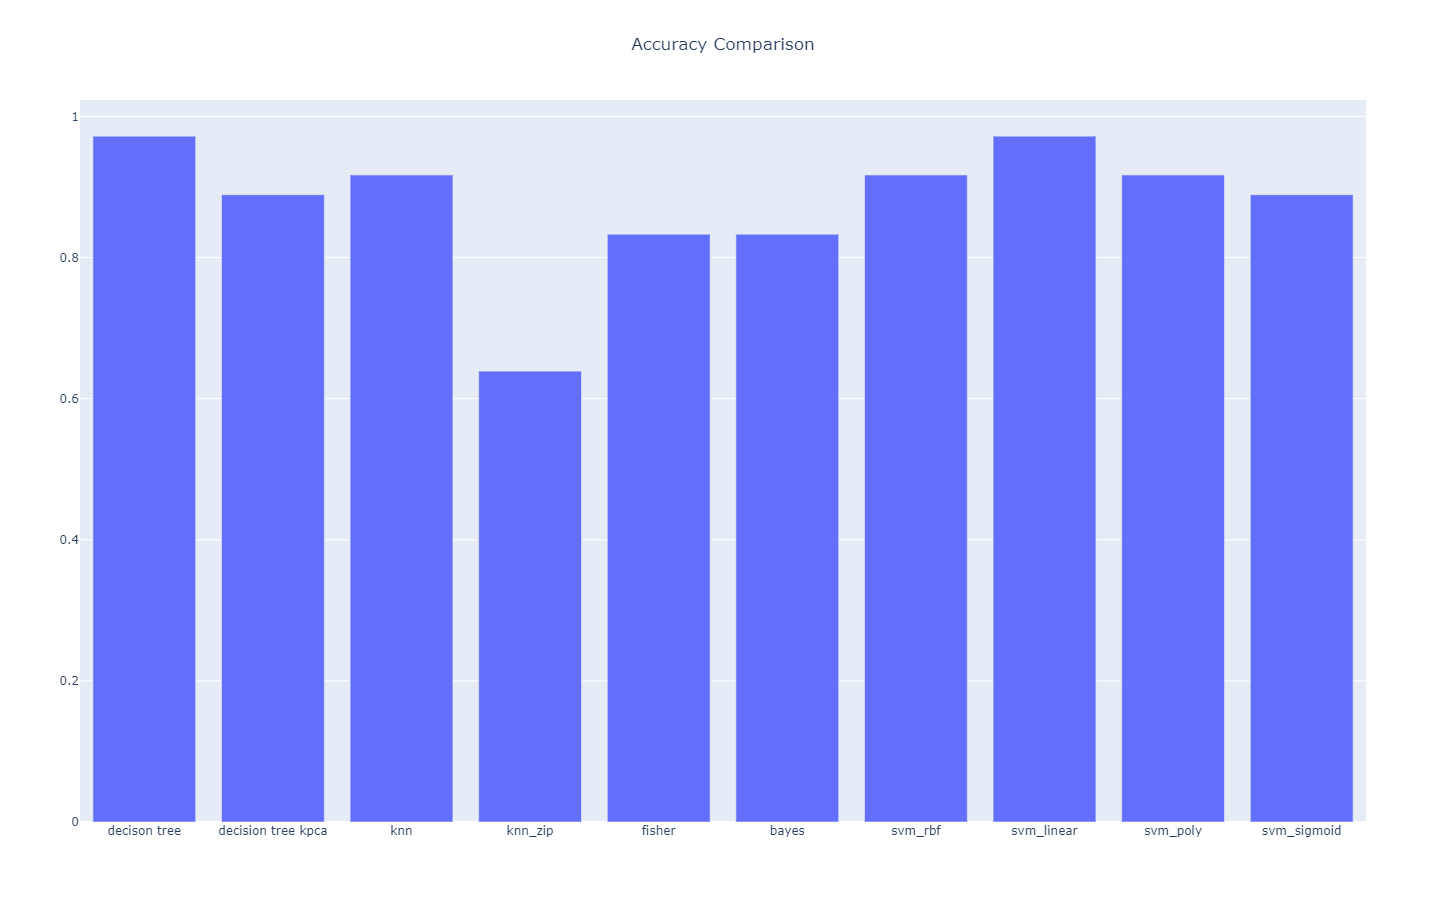 Accuracy Comparison
1
0.8
0.6
0.4
0.2
0
decison tree
decision tree kpca
knn
knn_zip
fisher
bayes
svm_rbf
svm_linear
svm_poly
svm_sigmoid